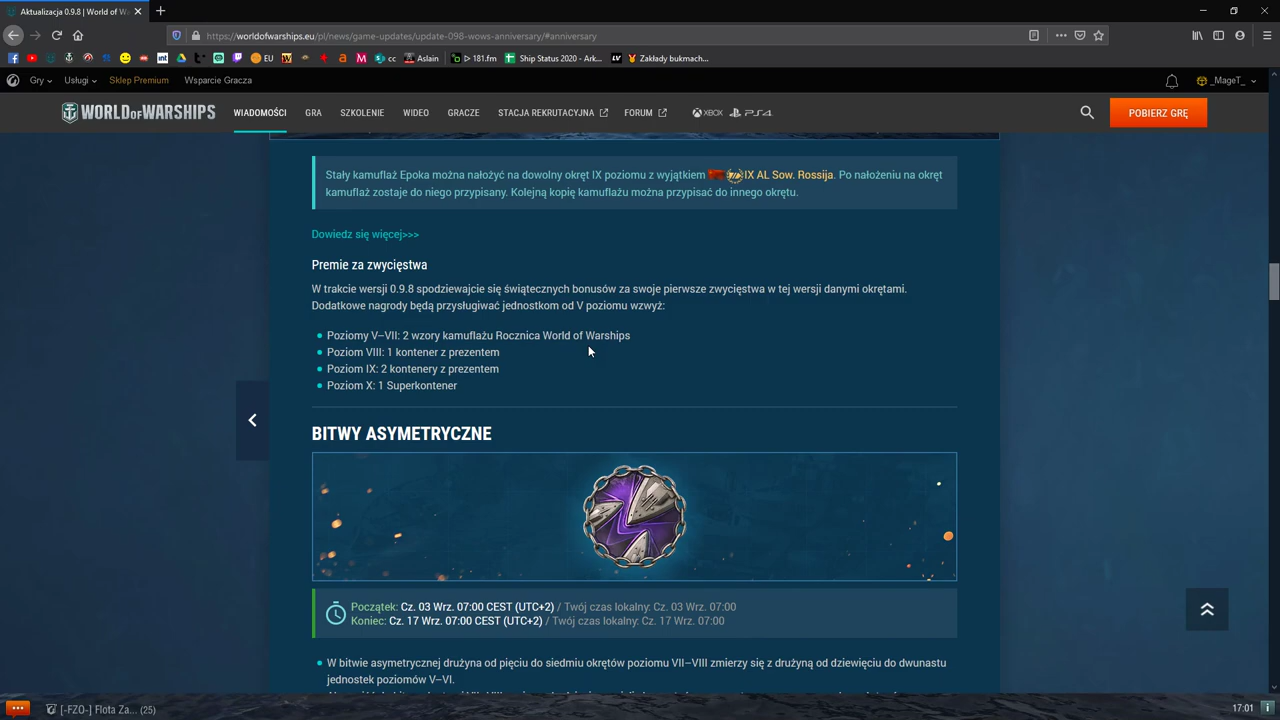 Aktualizacja 0.9.8 | World of Wa
https://worldofwarships.eu/pl/news/game-updates/update-098-wows-anniversary/#anniversary
EU
cc
Aslain
181.fm
Ship Status 2020 - Ark...
LV
Zakłady bukmach...
Gry
Usługi
Sklep Premium
Wsparcie Gracza
_MageT_
WORLD OF WARSHIPS
WIADOMOŚCI
GRA
SZKOLENIE
WIDEO
GRACZE
STACJA REKRUTACYJNA
FORUM
XBOX
PS4
POBIERZ GRĘ
Stały kamuflaż Epoka można nałożyć na dowolny okręt IX poziomu z wyjątkiem IX AL Sow. Rossija. Po nałożeniu na okręt
kamuflaż zostaje do niego przypisany. Kolejną kopię kamuflażu można przypisać do innego okrętu.
Dowiedz się więcej>>>
Premie za zwycięstwa
W trakcie wersji 0.9.8 spodziewajcie się świątecznych bonusów za swoje pierwsze zwycięstwa w tej wersji danymi okrętami.
Dodatkowe nagrody będą przysługiwać jednostkom od V poziomu wzwyż:
Poziomy V–VII: 2 wzory kamuflażu Rocznica World of Warships
Poziom VIII: 1 kontener z prezentem
Poziom IX: 2 kontenery z prezentem
Poziom X: 1 Superkontener
BITWY ASYMETRYCZNE
Początek: Cz. 03 Wrz. 07:00 CEST (UTC+2) / Twój czas lokalny: Cz. 03 Wrz. 07:00
Koniec: Cz. 17 Wrz. 07:00 CEST (UTC+2) / Twój czas lokalny: Cz. 17 Wrz. 07:00
W bitwie asymetrycznej drużyna od pięciu do siedmiu okrętów poziomu VII–VIII zmierzy się z drużyną od dziewięciu do dwunastu
jednostek poziomów V–VI.
[-FZO-] Flota Za... (25)
17:01